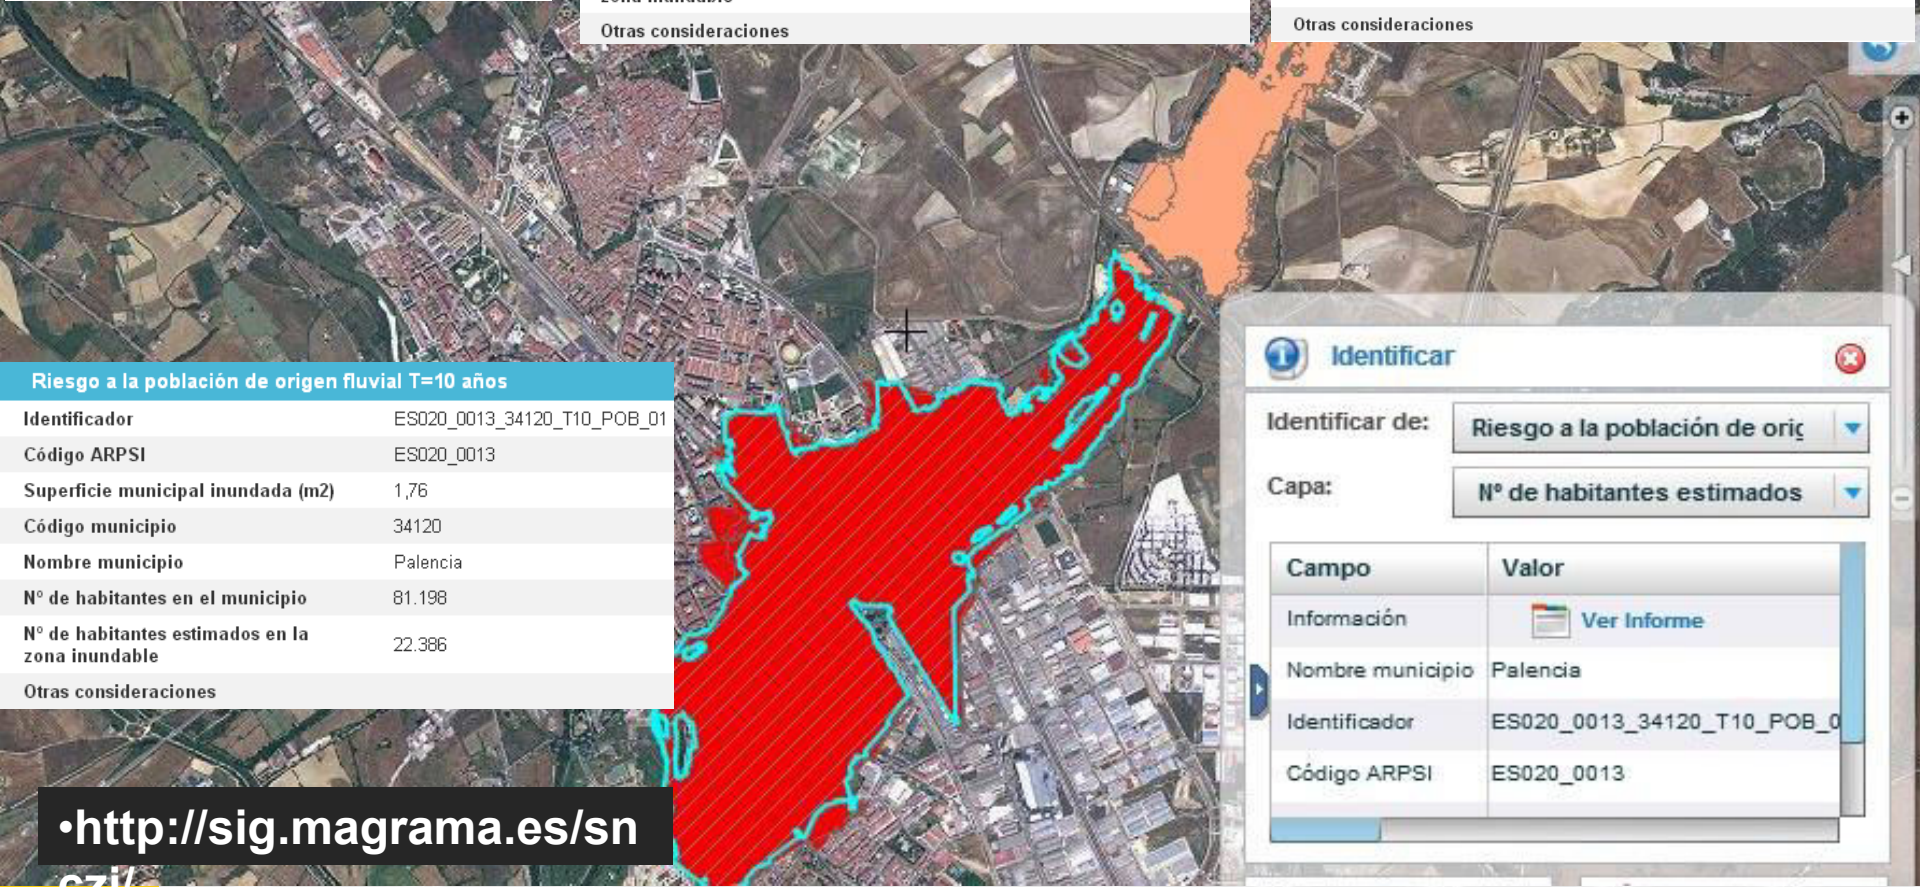 Otras consideraciones
Otras consideraciones
Riesgo a la población de origen fluvial T=10 años
Identificador ES020_0013_34120_T10_POB_01
Código ARPSI ES020_0013
Superficie municipal inundada (m2) 1,76
Código municipio 34120
Nombre municipio Palencia
Nº de habitantes en el municipio 81.198
Nº de habitantes estimados en la
zona inundable 22.386
Otras consideraciones
•http://sig.magrama.es/sn
czi/
Identificar
Identificar de: Riesgo a la población de orig
Capa: Nº de habitantes estimados
Campo Valor
Información Ver Informe
Nombre municipio Palencia
Identificador ES020_0013_34120_T10_POB_0
Código ARPSI ES020_0013